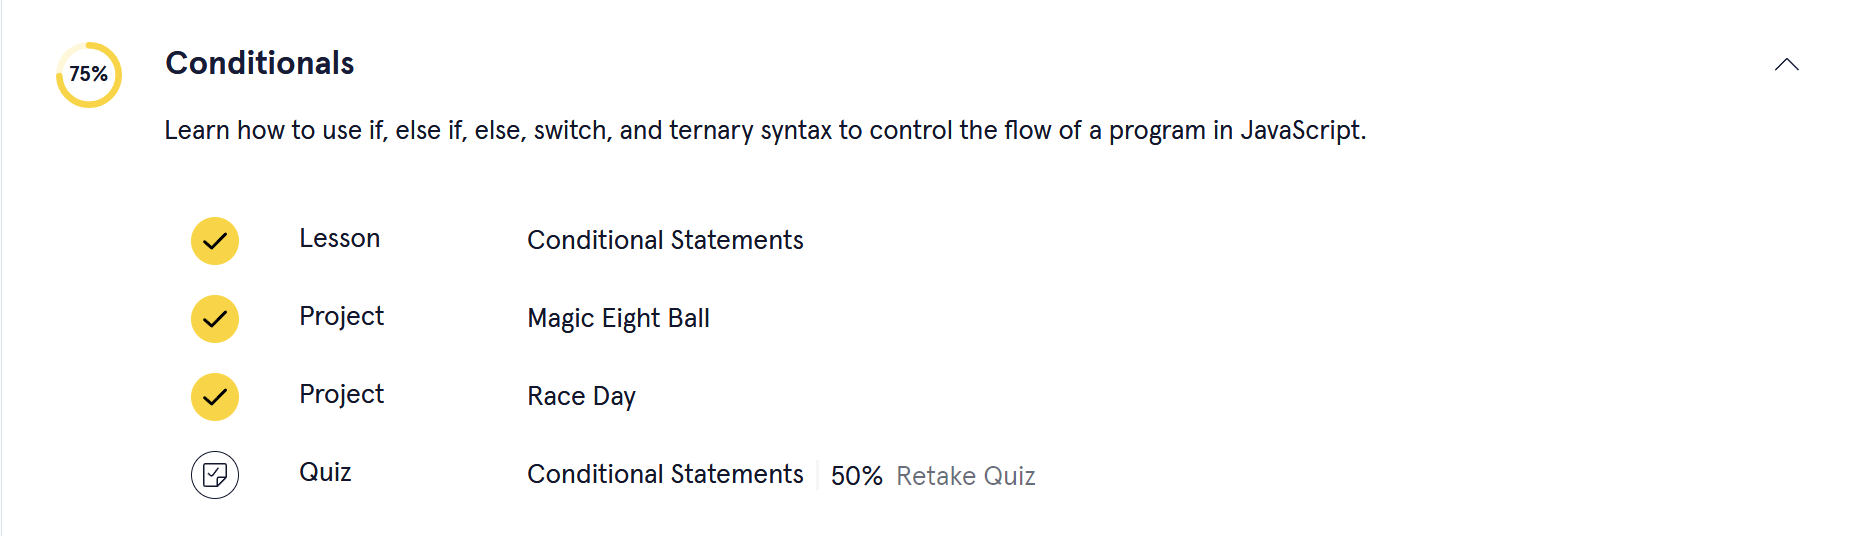 75%
Conditionals
Learn how to use if, else if, else, switch, and ternary syntax to control the flow of a program in JavaScript.
Lesson Conditional Statements
Project Magic Eight Ball
Project Race Day
Quiz Conditional Statements 50% Retake Quiz